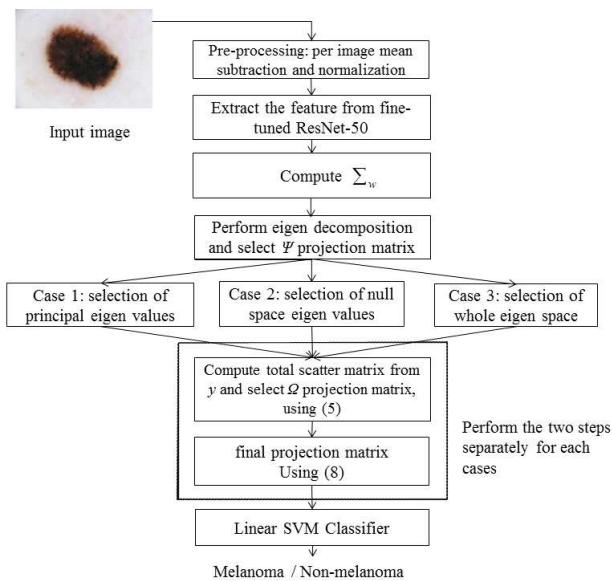 Pre-processing: per image mean
subtraction and normalization
Input image
Extract the feature from fine-
tuned ResNet-50
Compute ∑w
Perform eigen decomposition
and select Ψ projection matrix
Case 1: selection of
principal eigen values
Case 2: selection of null
space eigen values
Case 3: selection of
whole eigen space
Compute total scatter matrix from
y and select Ω projection matrix,
using (5)
final projection matrix
Using (8)
Perform the two steps
separately for each
cases
Linear SVM Classifier
Melanoma / Non-melanoma